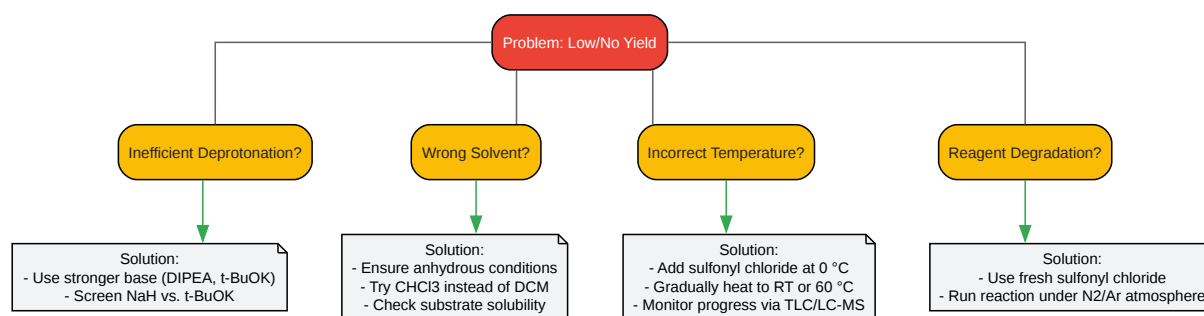 Problem: Low/No Yield
Inefficient Deprotonation?
Wrong Solvent?
Incorrect Temperature?
Reagent Degradation?
Solution:
- Use stronger base (DIPEA, t-BuOK)
- Screen NaH vs. t-BuOK
Solution:
- Ensure anhydrous conditions
- Try CHCl3 instead of DCM
- Check substrate solubility
Solution:
- Add sulfonyl chloride at 0 °C
- Gradually heat to RT or 60 °C
- Monitor progress via TLC/LC-MS
Solution:
- Use fresh sulfonyl chloride
- Run reaction under N2/Ar atmosphere